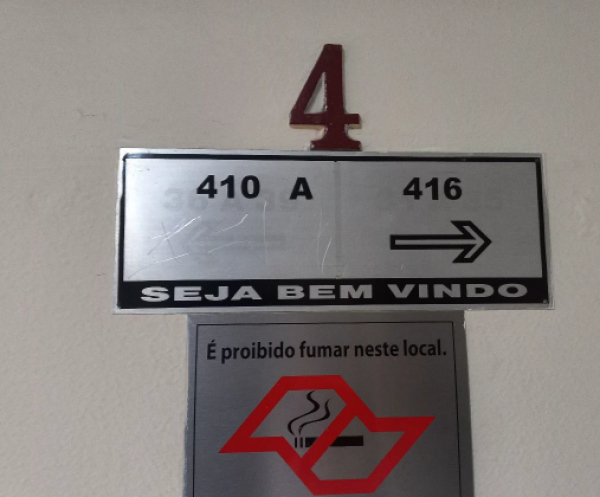 4
410 A 416
SEJA BEM VINDO
É proibido fumar neste local.